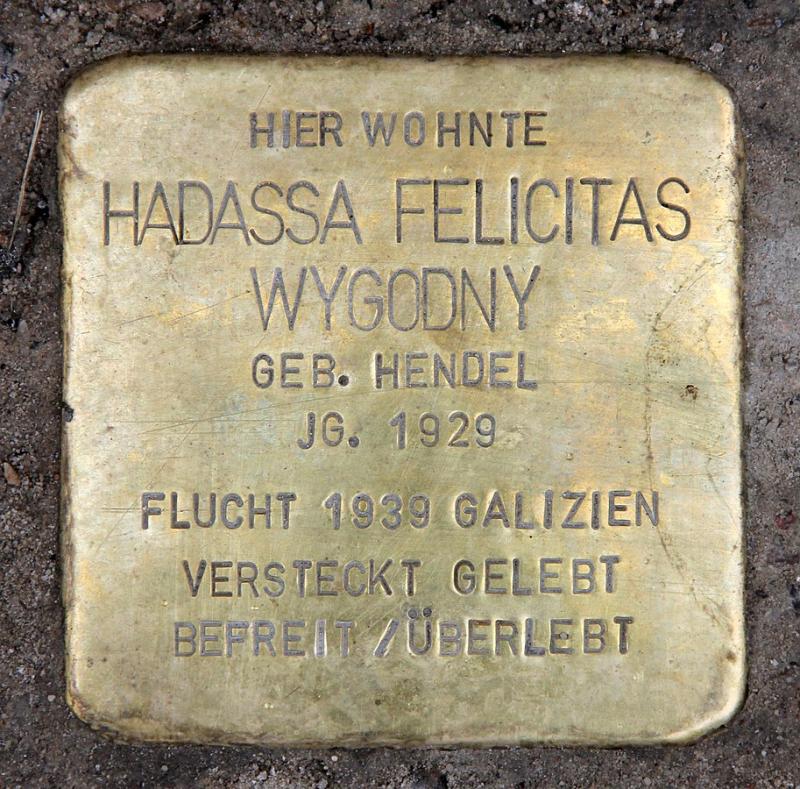 HIER WOHNTE
HADASSA FELICITAS
WYGODNY
GEB. HENDEL
JG. 1929
FLUCHT 1939 GALIZIEN
VERSTECKT GELEBT
BEFREIT / ÜBERLEBT